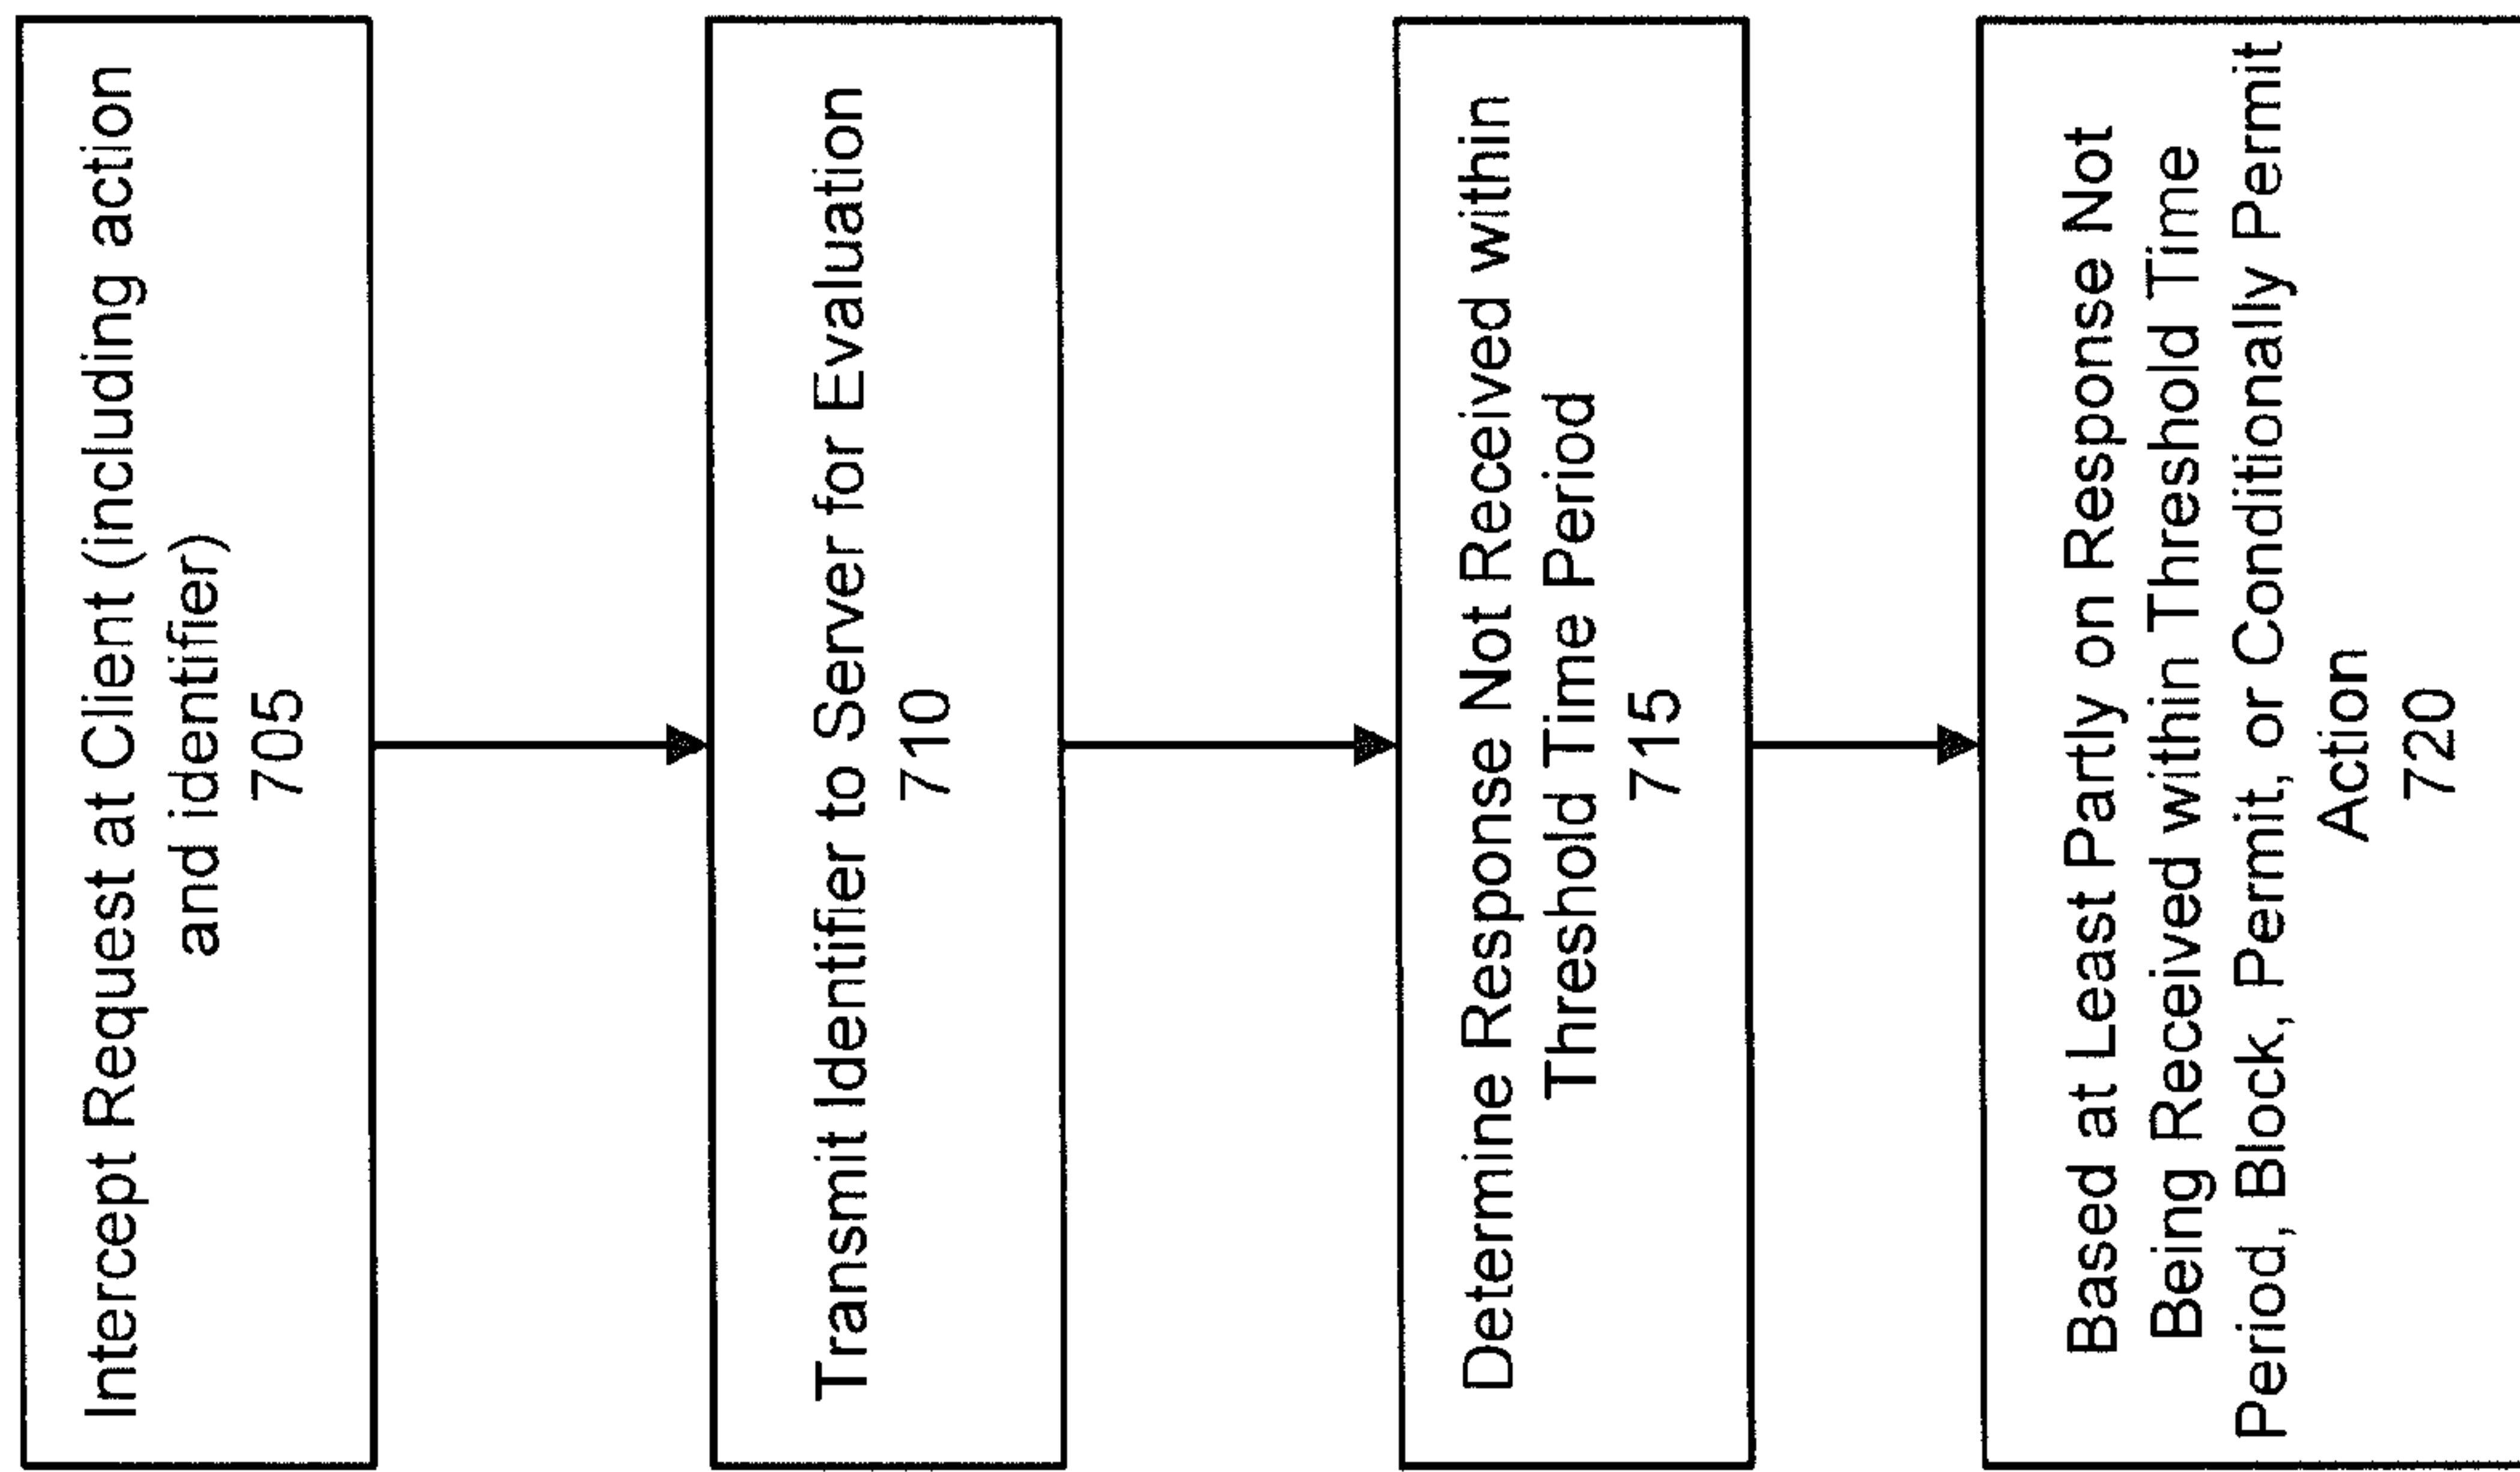 Intercept Request at Client (including action
and identifier)
705
Transmit Identifier to Server for Evaluation
710
Determine Response Not Received within
Threshold Time Period
715
Based at Least Partly on Response Not
Being Received within Threshold Time
Period, Block, Permit, or Conditionally Permit
Action
720